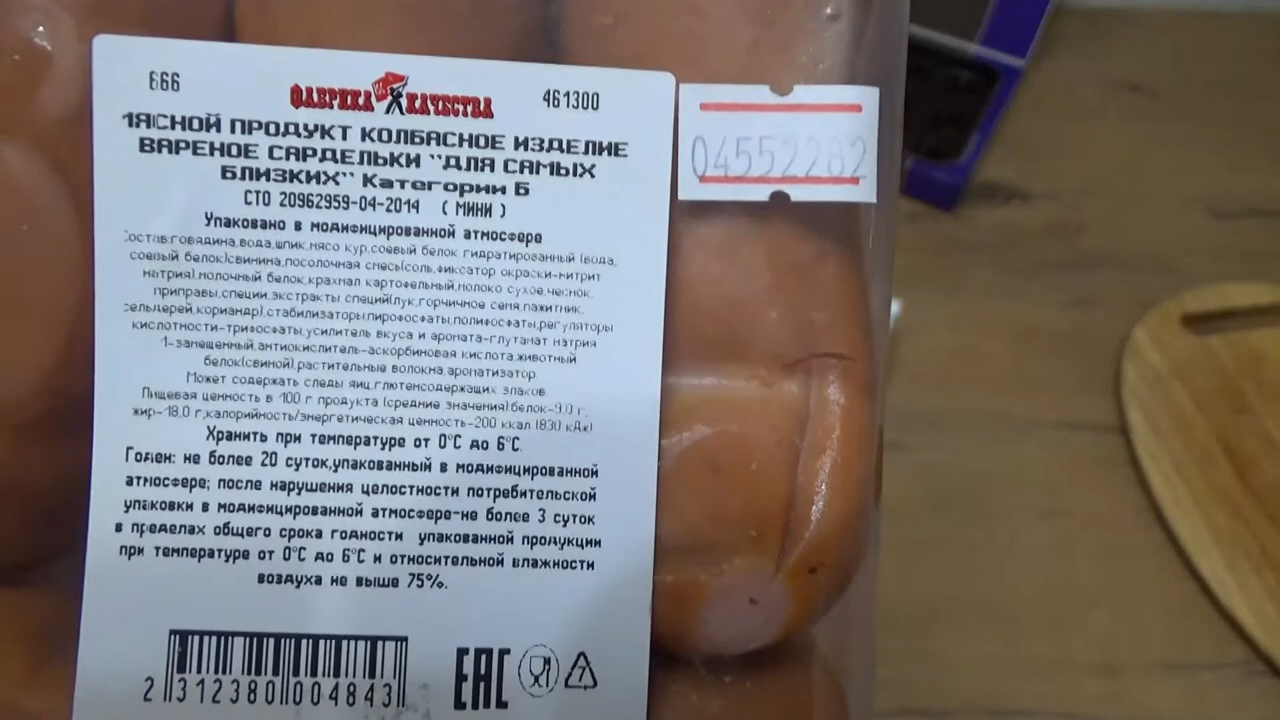 666
ФАБРИКА КАЧЕСТВА
461300
МЯСНОЙ ПРОДУКТ КОЛБАСНОЕ ИЗДЕЛИЕ
ВАРЕНОЕ САРДЕЛЬКИ "ДЛЯ САМЫХ
БЛИЗКИХ" Категории Б
СТО 20962959-04-2014 ( МИНИ )
Упаковано в модифицированной атмосфере
Состав:говядина,вода,шпик,мясо кур,соевый белок гидратированный (вода,
соевый белок)свинина,посолочная смесь(соль,фиксатор окраски-нитрит
натрия),молочный белок,крахмал картофельный,молоко сухое,чеснок,
приправы,специи,экстракты специй(лук,горчичное семя,пажитник,
сельдерей,кориандр),стабилизаторы:пирофосфаты,полифосфаты,регуляторы
кислотности-трифосфаты,усилитель вкуса и аромата-глутамат натрия
1-замещенный,антиокислитель-аскорбиновая кислота,животный
белок(свиной),растительные волокна,ароматизатор.
Может содержать следы яиц,глютенсодержащих злаков.
Пищевая ценность в 100 г продукта (средние значения):белок-9.0 г,
жир-18.0 г,калорийность/энергетическая ценность-200 ккал (830 кДж)
Хранить при температуре от 0°С до 6°С.
Годен: не более 20 суток,упакованный в модифицированной
атмосфере; после нарушения целостности потребительской
упаковки в модифицированной атмосфере-не более 3 суток
в пределах общего срока годности упакованной продукции
при температуре от 0°С до 6°С и относительной влажности
воздуха не выше 75%.
2 312380 004843
EAC
7
04552282